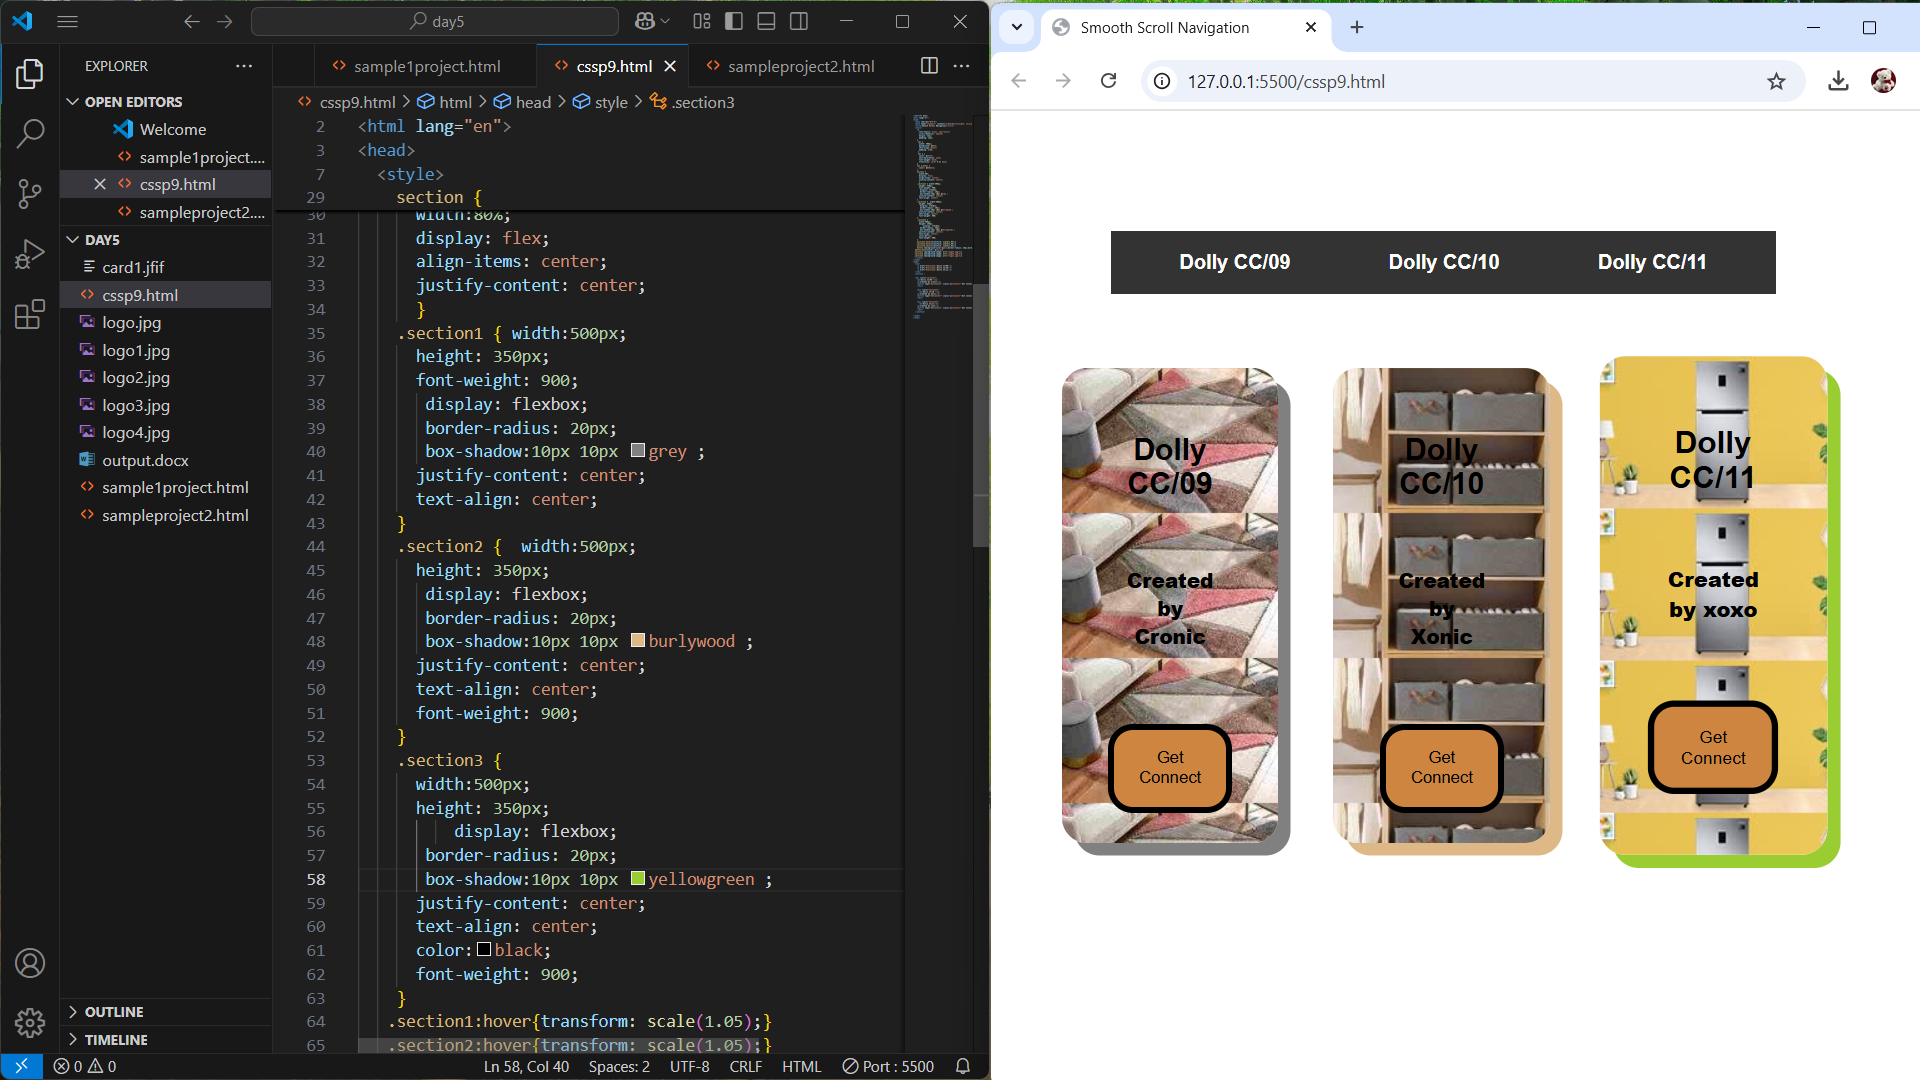 day5
EXPLORER
OPEN EDITORS
Welcome
sample1project....
cssp9.html
sampleproject2....
DAY5
card1.jfif
cssp9.html
logo.jpg
logo1.jpg
logo2.jpg
logo3.jpg
logo4.jpg
output.docx
sample1project.html
sampleproject2.html
OUTLINE
TIMELINE
sample1project.html
cssp9.html
sampleproject2.html
cssp9.html > html > head > style > .section3
2 <html lang="en">
3 <head>
7 <style>
29 section {
30 width:80%;
31 display: flex;
32 align-items: center;
33 justify-content: center;
34 }
35 .section1 { width:500px;
36 height: 350px;
37 font-weight: 900;
38 display: flexbox;
39 border-radius: 20px;
40 box-shadow:10px 10px grey ;
41 justify-content: center;
42 text-align: center;
43 }
44 .section2 {  width:500px;
45 height: 350px;
46 display: flexbox;
47 border-radius: 20px;
48 box-shadow:10px 10px burlywood ;
49 justify-content: center;
50 text-align: center;
51 font-weight: 900;
52 }
53 .section3 {
54 width:500px;
55 height: 350px;
56 display: flexbox;
57 border-radius: 20px;
58 box-shadow:10px 10px yellowgreen ;
59 justify-content: center;
60 text-align: center;
61 color: black;
62 font-weight: 900;
63 }
64 .section1:hover{transform: scale(1.05);}
65 .section2:hover{transform: scale(1.05);}
0 0
Ln 58, Col 40
Spaces: 2
UTF-8
CRLF
HTML
Port : 5500
Smooth Scroll Navigation
127.0.0.1:5500/cssp9.html
Dolly CC/09
Dolly CC/10
Dolly CC/11
Dolly
CC/09
Created
by
Cronic
Get
Connect
Dolly
CC/10
Created
by
Xonic
Get
Connect
Dolly
CC/11
Created
by xoxo
Get
Connect